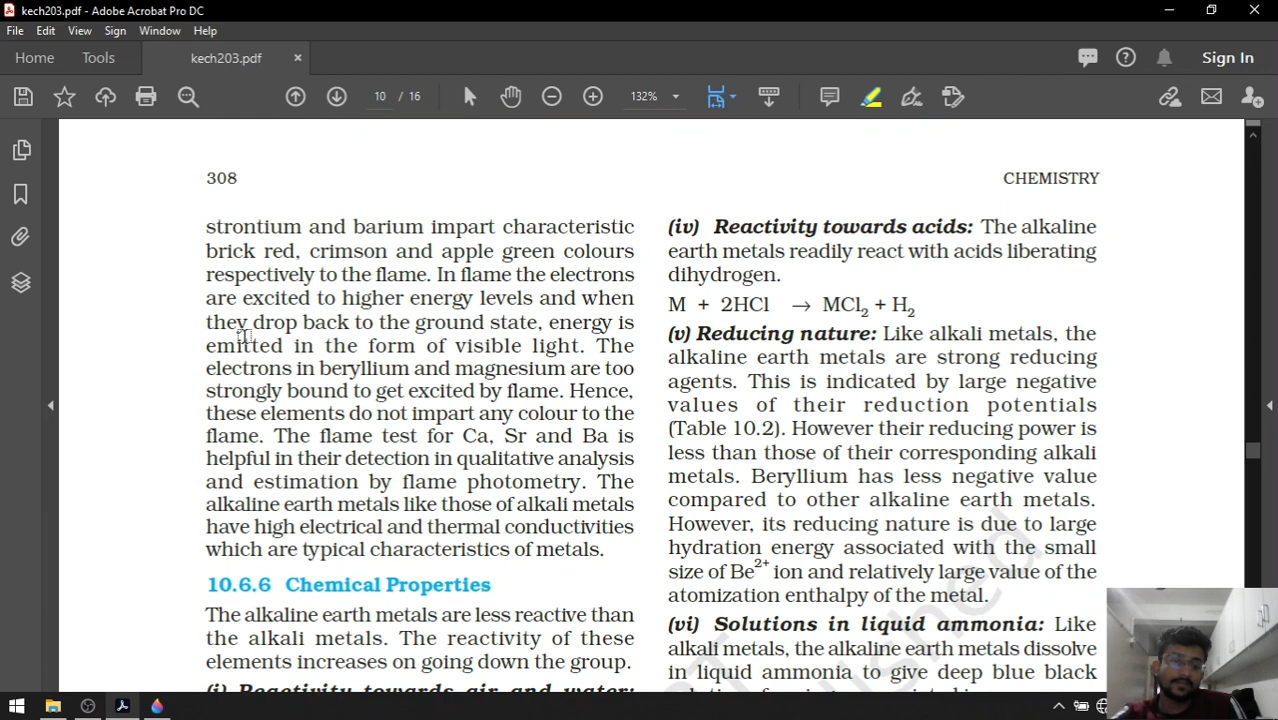 kech203.pdf - Adobe Acrobat Pro DC
File Edit View Sign Window Help
Home Tools kech203.pdf × Sign In
10 / 16 132%
308 CHEMISTRY
strontium and barium impart characteristic
brick red, crimson and apple green colours
respectively to the flame. In flame the electrons
are excited to higher energy levels and when
they drop back to the ground state, energy is
emitted in the form of visible light. The
electrons in beryllium and magnesium are too
strongly bound to get excited by flame. Hence,
these elements do not impart any colour to the
flame. The flame test for Ca, Sr and Ba is
helpful in their detection in qualitative analysis
and estimation by flame photometry. The
alkaline earth metals like those of alkali metals
have high electrical and thermal conductivities
which are typical characteristics of metals.
10.6.6 Chemical Properties
The alkaline earth metals are less reactive than
the alkali metals. The reactivity of these
elements increases on going down the group.
(i) Reactivity towards air and water:
(iv) Reactivity towards acids: The alkaline
earth metals readily react with acids liberating
dihydrogen.
M + 2HCl → MCl₂ + H₂
(v) Reducing nature: Like alkali metals, the
alkaline earth metals are strong reducing
agents. This is indicated by large negative
values of their reduction potentials
(Table 10.2). However their reducing power is
less than those of their corresponding alkali
metals. Beryllium has less negative value
compared to other alkaline earth metals.
However, its reducing nature is due to large
hydration energy associated with the small
size of Be²⁺ ion and relatively large value of the
atomization enthalpy of the metal.
(vi) Solutions in liquid ammonia: Like
alkali metals, the alkaline earth metals dissolve
in liquid ammonia to give deep blue black